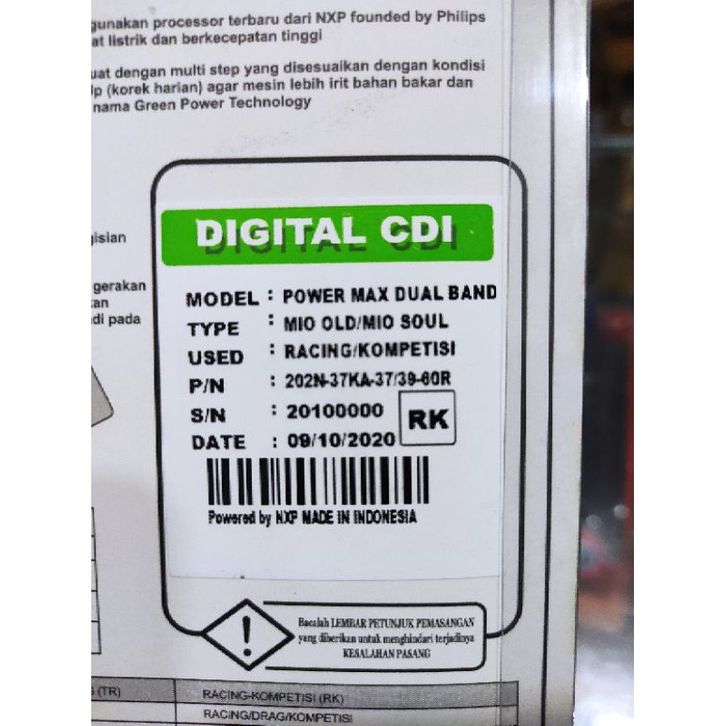 gunakan processor terbaru dari NXP founded by Philips
at listrik dan berkecepatan tinggi
uat dengan multi step yang disesuaikan dengan kondisi
lp (korek harian) agar mesin lebih irit bahan bakar dan
nama Green Power Technology
gisian
gerakan
kan
di pada
DIGITAL CDI
MODEL : POWER MAX DUAL BAND
TYPE : MIO OLD/MIO SOUL
USED : RACING/KOMPETISI
P/N : 202N-37KA-37/39-60R
S/N : 20100000
RK
DATE : 09/10/2020
Powered by NXP MADE IN INDONESIA
Bacalah LEMBAR PETUNJUK PEMASANGAN
yang diberikan untuk menghindari terjadinya
KESALAHAN PASANG
(TR)
RACING-KOMPETISI (RK)
RACING/DRAG/KOMPETISI